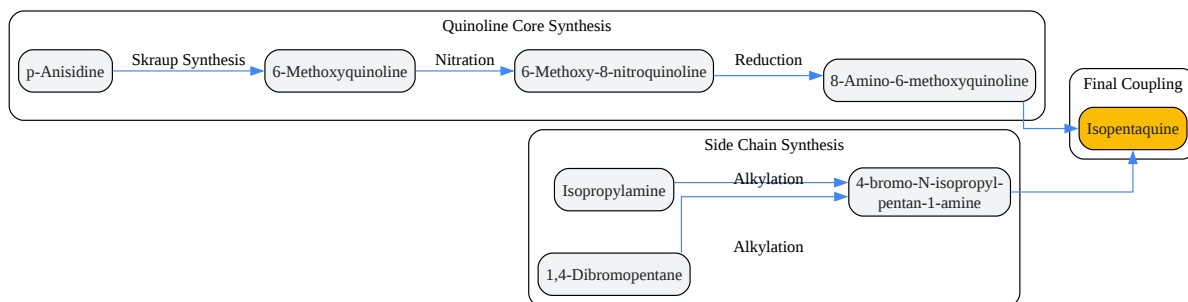 Quinoline Core Synthesis
p-Anisidine
Skraup Synthesis
6-Methoxyquinoline
Nitration
6-Methoxy-8-nitroquinoline
Reduction
8-Amino-6-methoxyquinoline
Final Coupling
Isopentaquine
Side Chain Synthesis
Isopropylamine
Alkylation
4-bromo-N-isopropyl-
pentan-1-amine
1,4-Dibromopentane
Alkylation